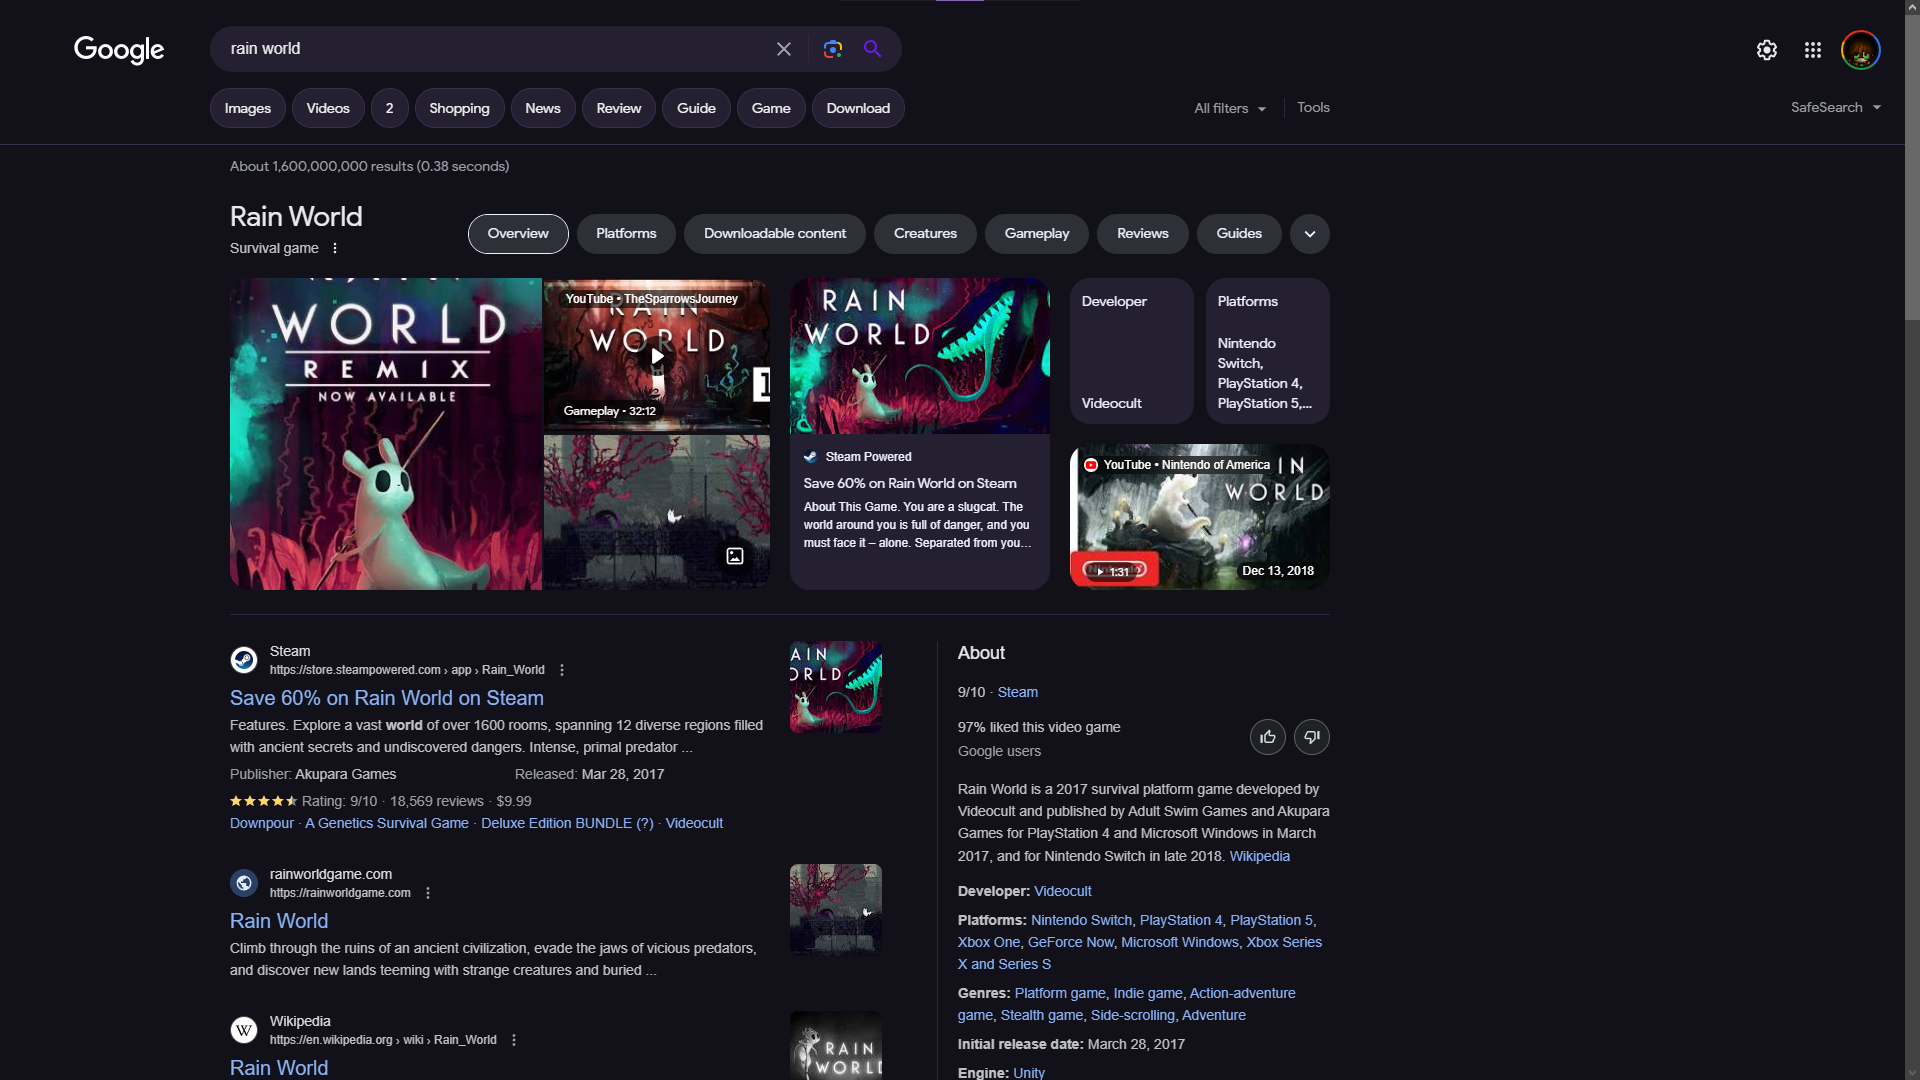 Google
rain world
Images
Videos
2
Shopping
News
Review
Guide
Game
Download
All filters
Tools
SafeSearch
About 1,600,000,000 results (0.38 seconds)
Rain World
Survival game
Overview
Platforms
Downloadable content
Creatures
Gameplay
Reviews
Guides
WORLD
REMIX
NOW AVAILABLE
YouTube • TheSparrowsJourney
RAIN
WORLD
1
Gameplay • 32:12
RAIN
WORLD
Steam Powered
Save 60% on Rain World on Steam
About This Game. You are a slugcat. The
world around you is full of danger, and you
must face it – alone. Separated from you…
Developer
Videocult
Platforms
Nintendo
Switch,
PlayStation 4,
PlayStation 5,...
YouTube • Nintendo of America
IN
WORLD
1:31
Dec 13, 2018
Steam
https://store.steampowered.com › app › Rain_World
Save 60% on Rain World on Steam
Features. Explore a vast world of over 1600 rooms, spanning 12 diverse regions filled
with ancient secrets and undiscovered dangers. Intense, primal predator ...
Publisher: Akupara Games
Released: Mar 28, 2017
Rating: 9/10 · 18,569 reviews · $9.99
Downpour · A Genetics Survival Game · Deluxe Edition BUNDLE (?) · Videocult
AIN
ORLD
rainworldgame.com
https://rainworldgame.com
Rain World
Climb through the ruins of an ancient civilization, evade the jaws of vicious predators,
and discover new lands teeming with strange creatures and buried ...
W
Wikipedia
https://en.wikipedia.org › wiki › Rain_World
Rain World
RAIN
WORLD
About
9/10 · Steam
97% liked this video game
Google users
Rain World is a 2017 survival platform game developed by
Videocult and published by Adult Swim Games and Akupara
Games for PlayStation 4 and Microsoft Windows in March
2017, and for Nintendo Switch in late 2018. Wikipedia
Developer: Videocult
Platforms: Nintendo Switch, PlayStation 4, PlayStation 5,
Xbox One, GeForce Now, Microsoft Windows, Xbox Series
X and Series S
Genres: Platform game, Indie game, Action-adventure
game, Stealth game, Side-scrolling, Adventure
Initial release date: March 28, 2017
Engine: Unity